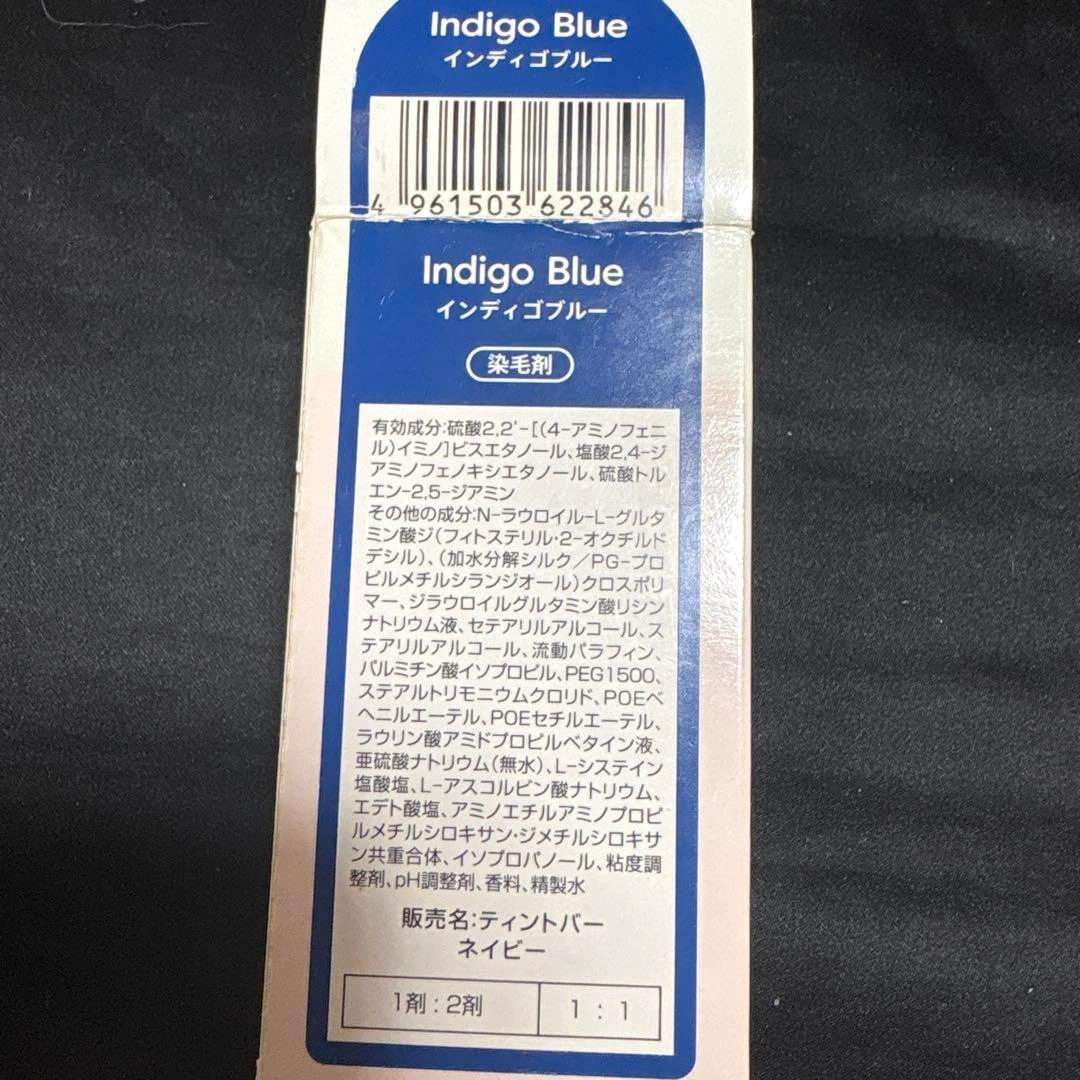 Indigo Blue
インディゴブルー
4 961503 622846
Indigo Blue
インディゴブルー
染毛剤
有効成分:硫酸2,2'-[(4-アミノフェニ
ル)イミノ]ビスエタノール、塩酸2,4-ジ
アミノフェノキシエタノール、硫酸トル
エン-2,5-ジアミン
その他の成分:N-ラウロイル-L-グルタ
ミン酸ジ(フィトステリル・2-オクチルド
デシル)、(加水分解シルク/PG-プロ
ピルメチルシランジオール)クロスポリ
マー、ジラウロイルグルタミン酸リシン
ナトリウム液、セテアリルアルコール、ス
テアリルアルコール、流動パラフィン、
パルミチン酸イソプロピル、PEG1500、
ステアルトリモニウムクロリド、POEベ
ヘニルエーテル、POEセチルエーテル、
ラウリン酸アミドプロピルベタイン液、
亜硫酸ナトリウム(無水)、L-システイン
塩酸塩、L-アスコルビン酸ナトリウム、
エデト酸塩、アミノエチルアミノプロピ
ルメチルシロキサン・ジメチルシロキサ
ン共重合体、イソプロパノール、粘度調
整剤、pH調整剤、香料、精製水
販売名:ティントバー
ネイビー
1剤:2剤 1:1